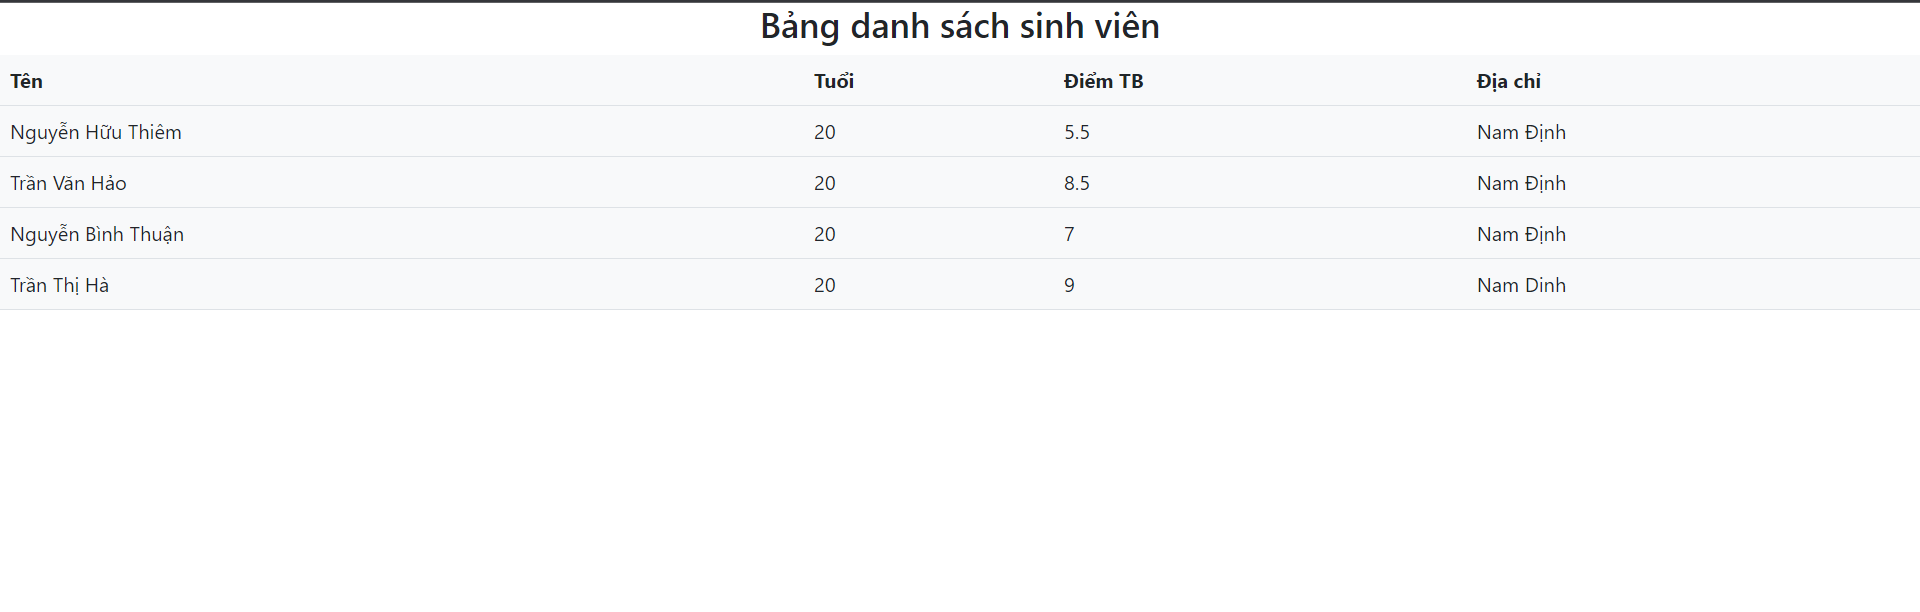 Bảng danh sách sinh viên
Tên Tuổi Điểm TB Địa chỉ
Nguyễn Hữu Thiêm 20 5.5 Nam Định
Trần Văn Hảo 20 8.5 Nam Định
Nguyễn Bình Thuận 20 7 Nam Định
Trần Thị Hà 20 9 Nam Dinh